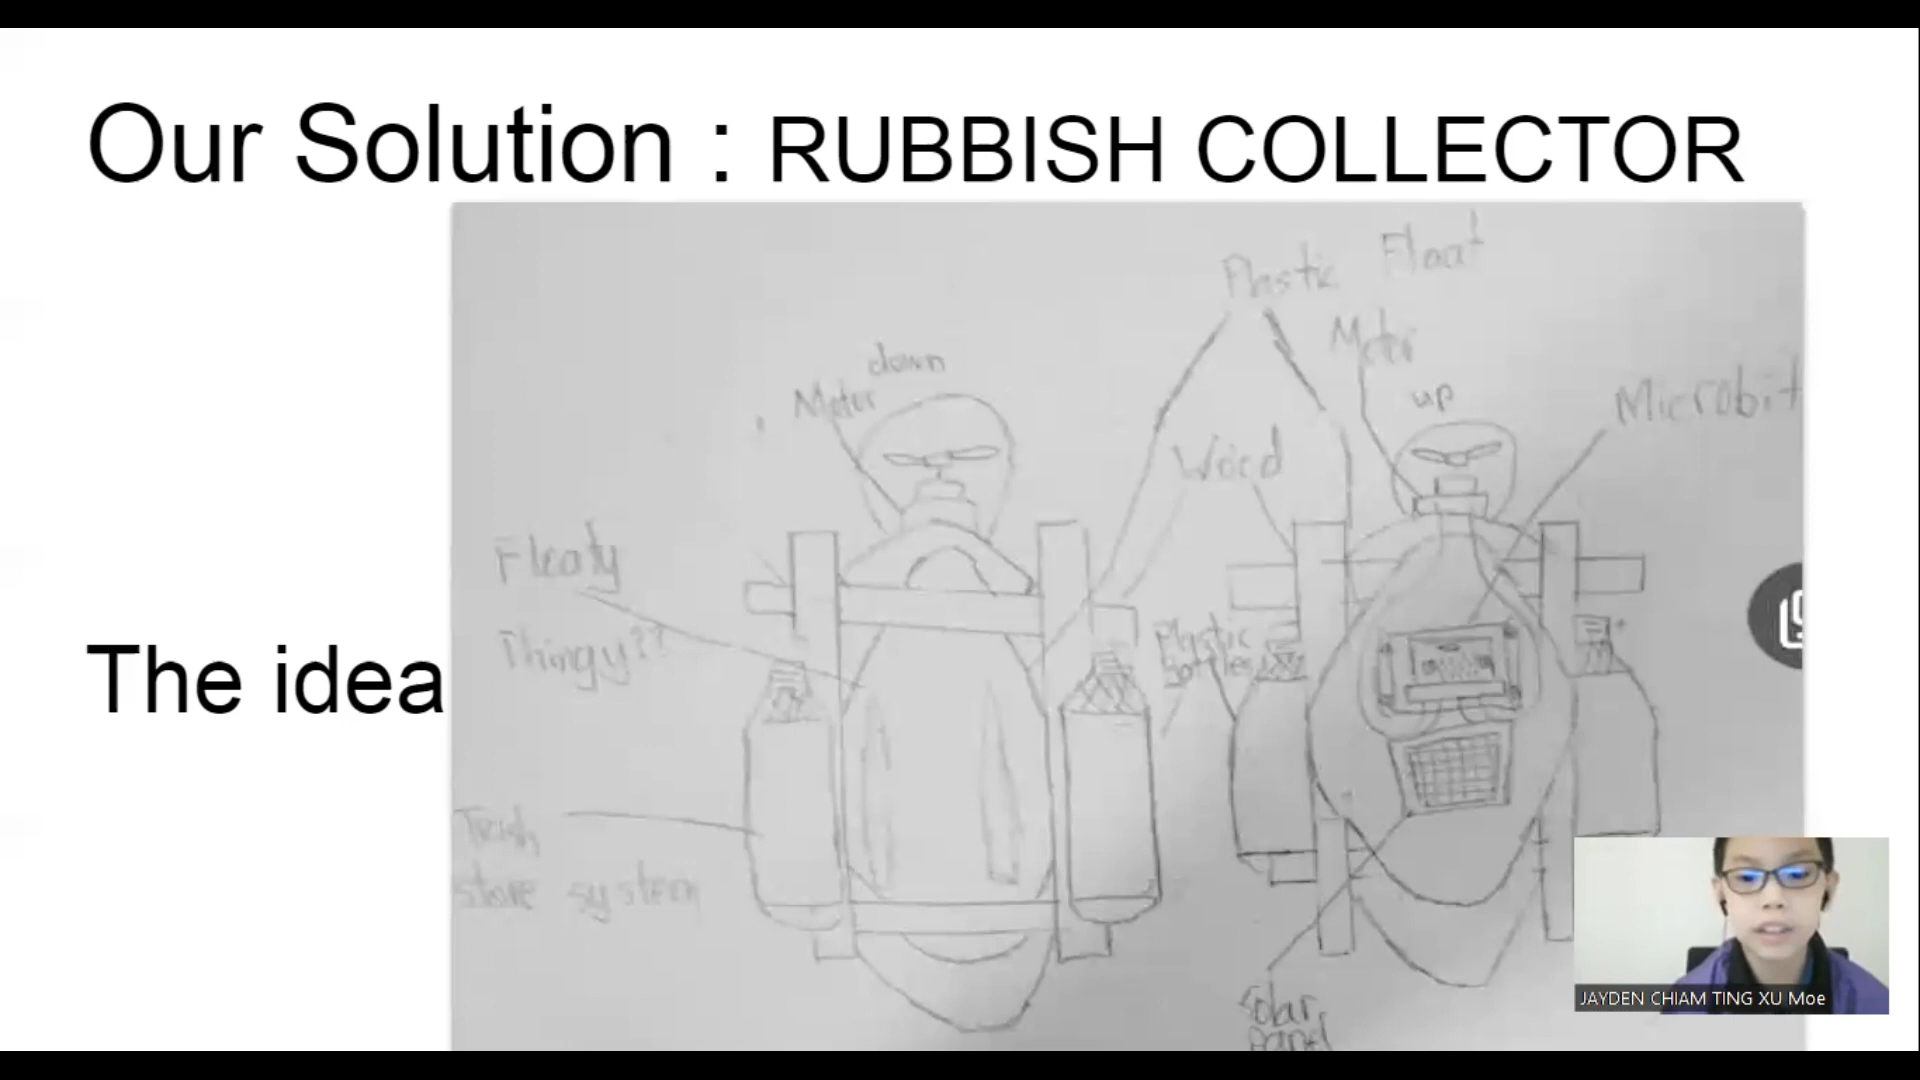 Our Solution : RUBBISH COLLECTOR
Plastic Float
down
Motor
Motor
up
Microbit
Wood
Floaty
Thingy??
Plastic
Bottles
The idea
Trash
store system
solar
panel
JAYDEN CHIAM TING XU Moe